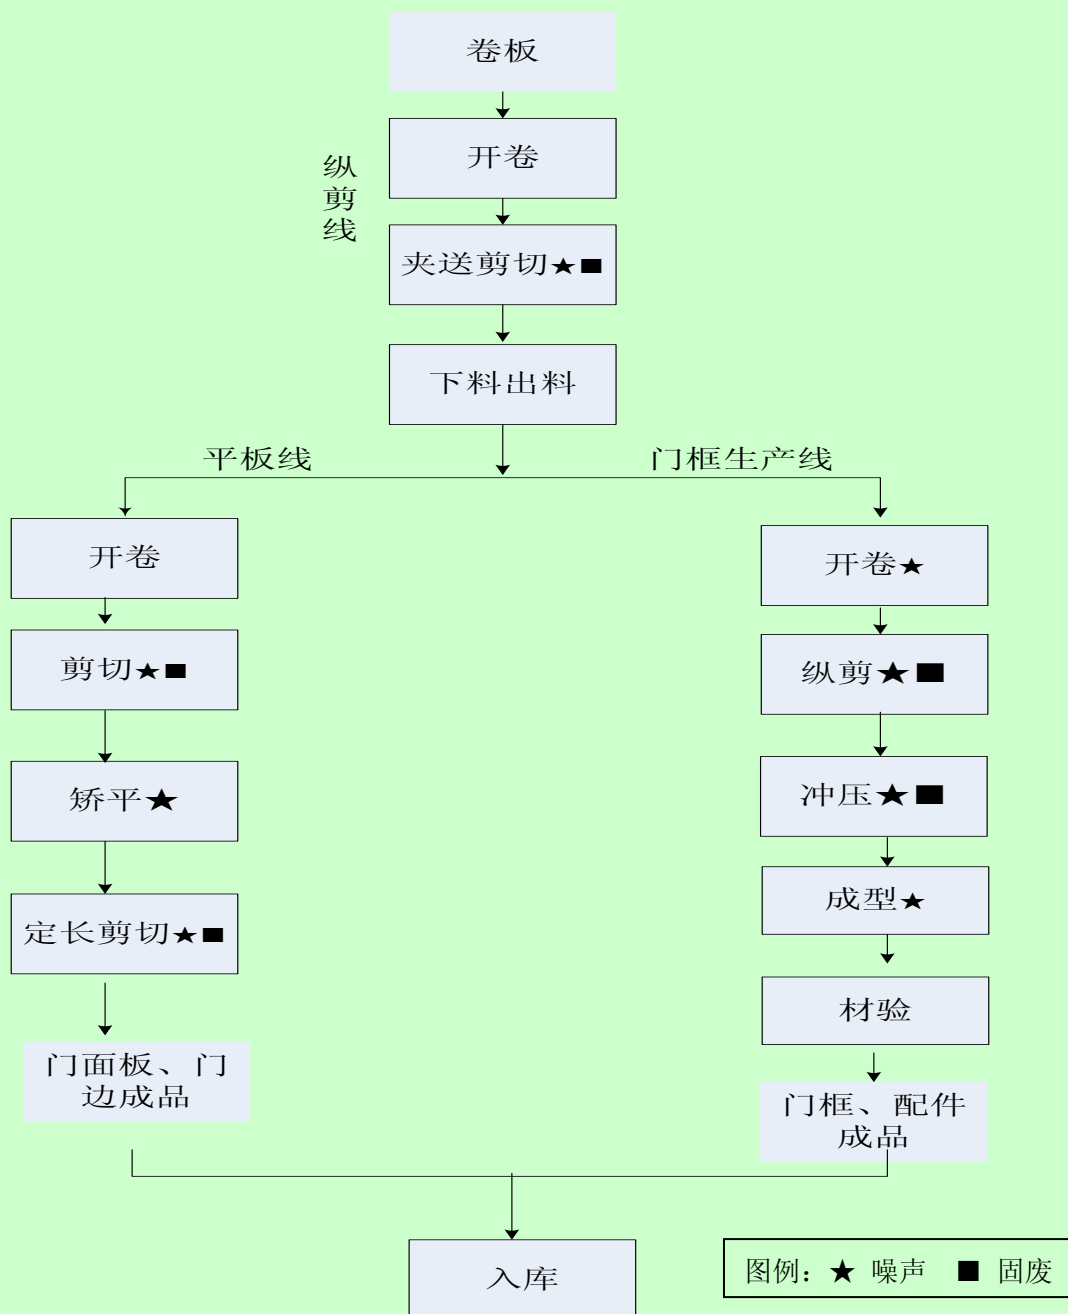 卷板
开卷
纵
剪
线
夹送剪切★■
下料出料
平板线
门框生产线
开卷
剪切★■
矫平★
定长剪切★■
门面板、门
边成品
开卷★
纵剪★■
冲压★■
成型★
材验
门框、配件
成品
入库
图例：★ 噪声 ■ 固废